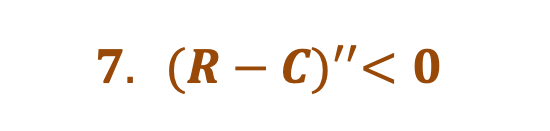 7. (R − C)″< 0